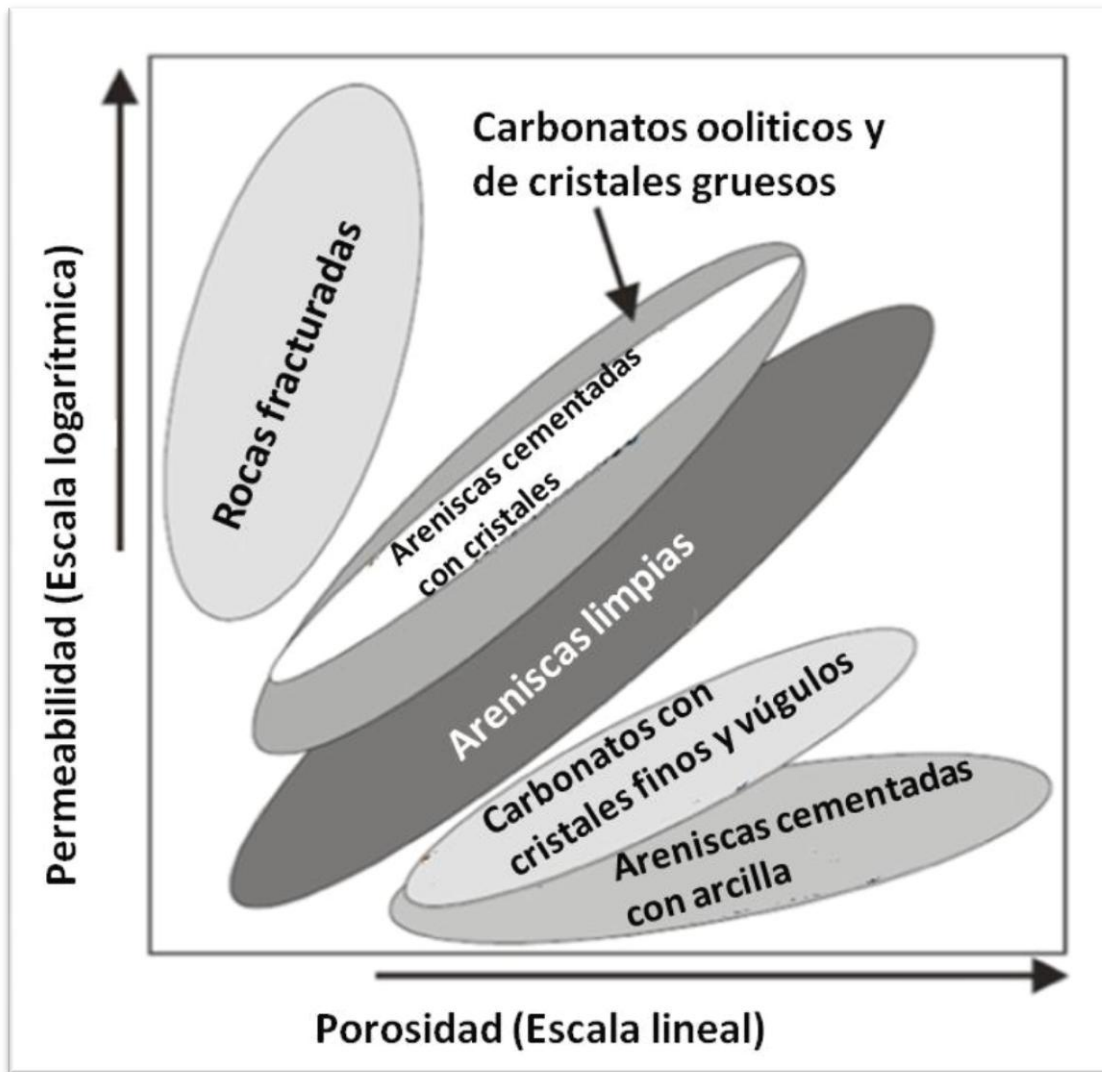 Carbonatos ooliticos y
de cristales gruesos
Rocas fracturadas
Areniscas cementadas
con cristales
Areniscas limpias
Carbonatos con
cristales finos y vúgulos
Areniscas cementadas
con arcilla
Permeabilidad (Escala logarítmica)
Porosidad (Escala lineal)